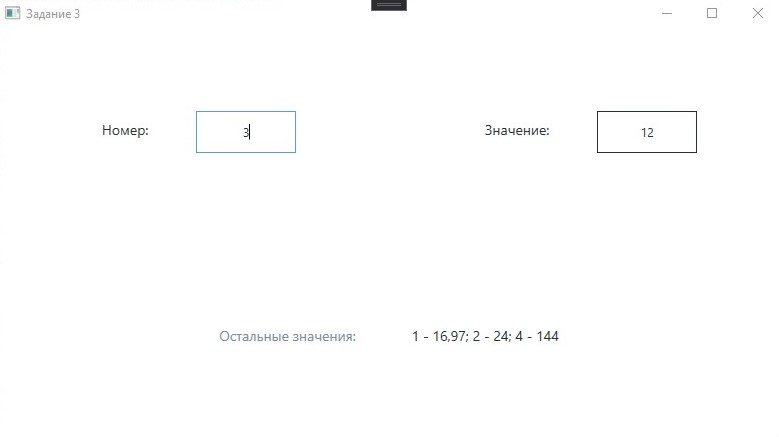 Задание 3
Номер: 3 Значение: 12
Остальные значения: 1 - 16,97; 2 - 24; 4 - 144